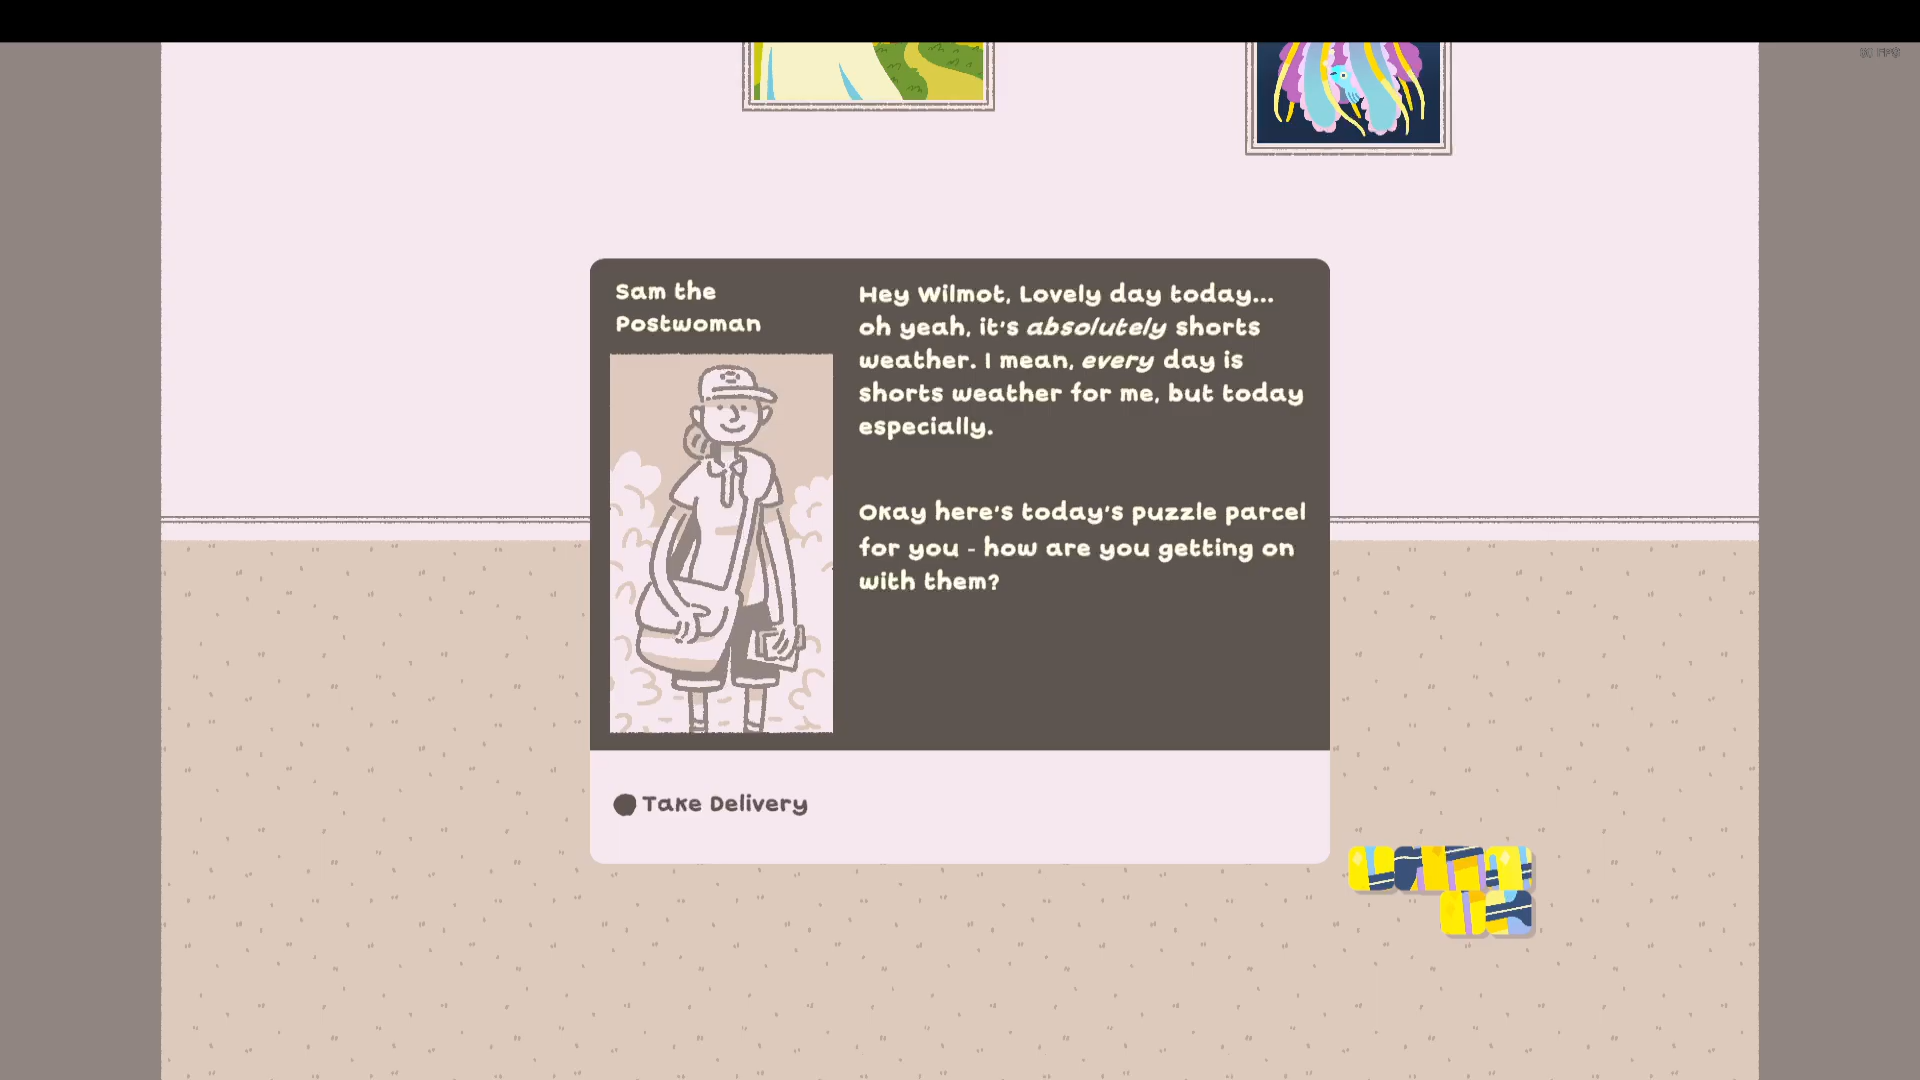 Sam the
Postwoman
Hey Wilmot, Lovely day today...
oh yeah, it's absolutely shorts
weather. I mean, every day is
shorts weather for me, but today
especially.
Okay here's today's puzzle parcel
for you - how are you getting on
with them?
Take Delivery